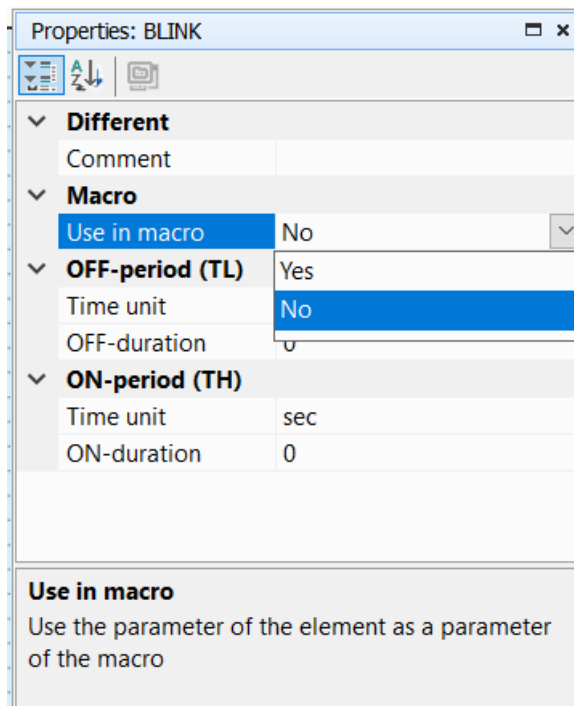 Properties: BLINK
Different
Comment
Macro
Use in macro No
OFF-period (TL) Yes
Time unit No
OFF-duration 0
ON-period (TH)
Time unit sec
ON-duration 0
Use in macro
Use the parameter of the element as a parameter
of the macro